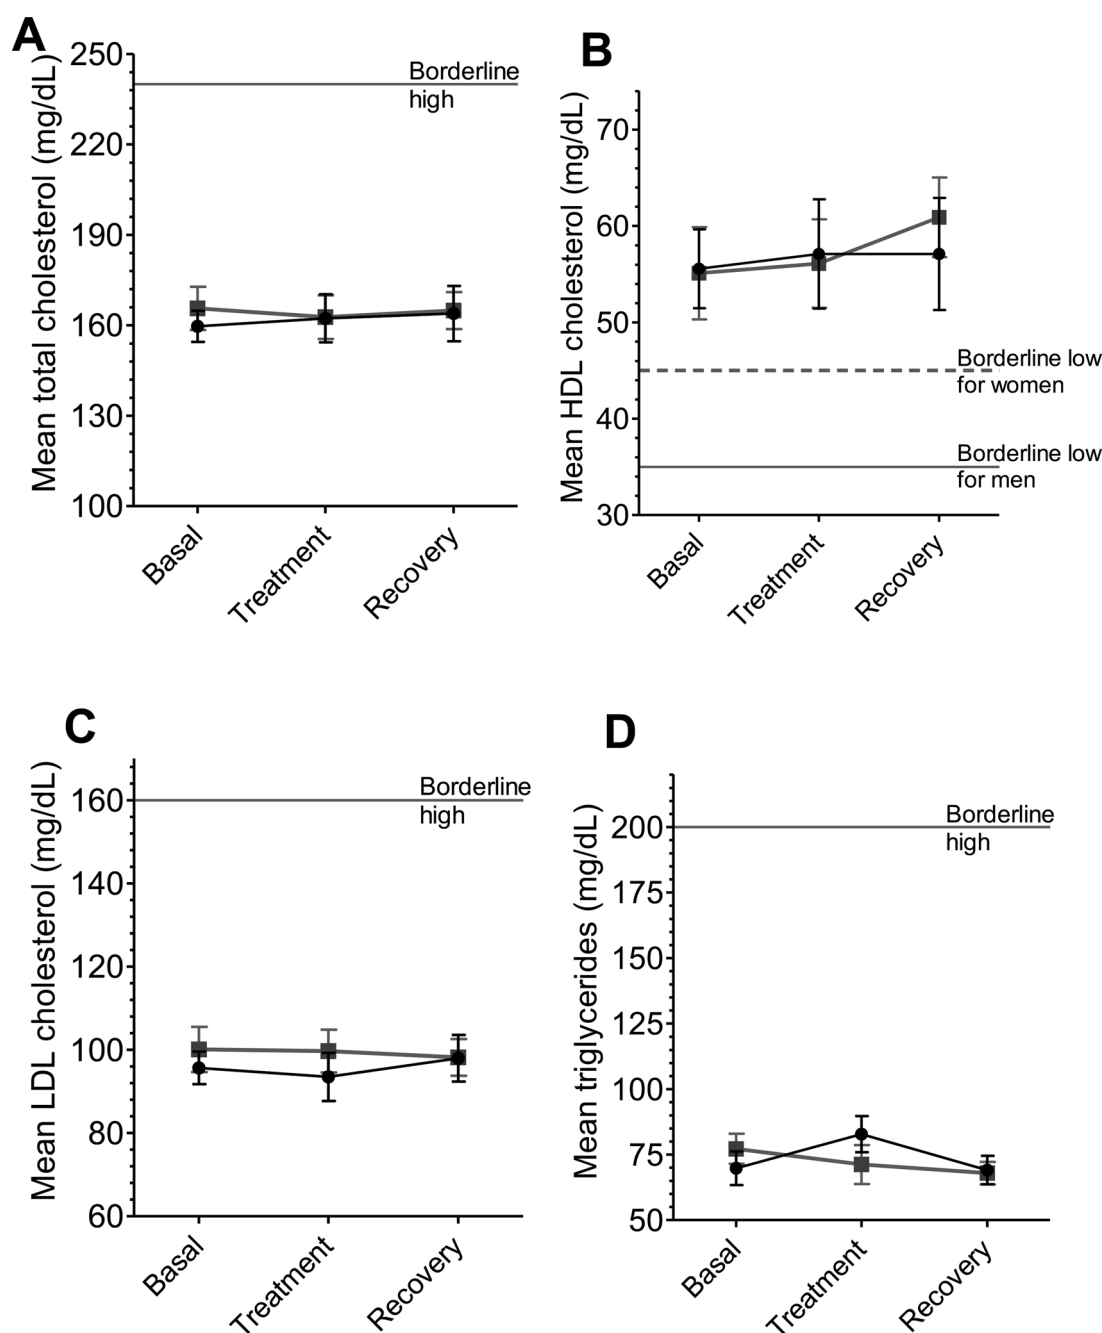 A
Mean total cholesterol (mg/dL)
250
220
190
160
130
100
Borderline
high
Basal
Treatment
Recovery
B
Mean HDL cholesterol (mg/dL)
70
60
50
40
30
Borderline low
for women
Borderline low
for men
Basal
Treatment
Recovery
C
Mean LDL cholesterol (mg/dL)
160
140
120
100
80
60
Borderline
high
Basal
Treatment
Recovery
D
Mean triglycerides (mg/dL)
200
175
150
125
100
75
50
Borderline
high
Basal
Treatment
Recovery